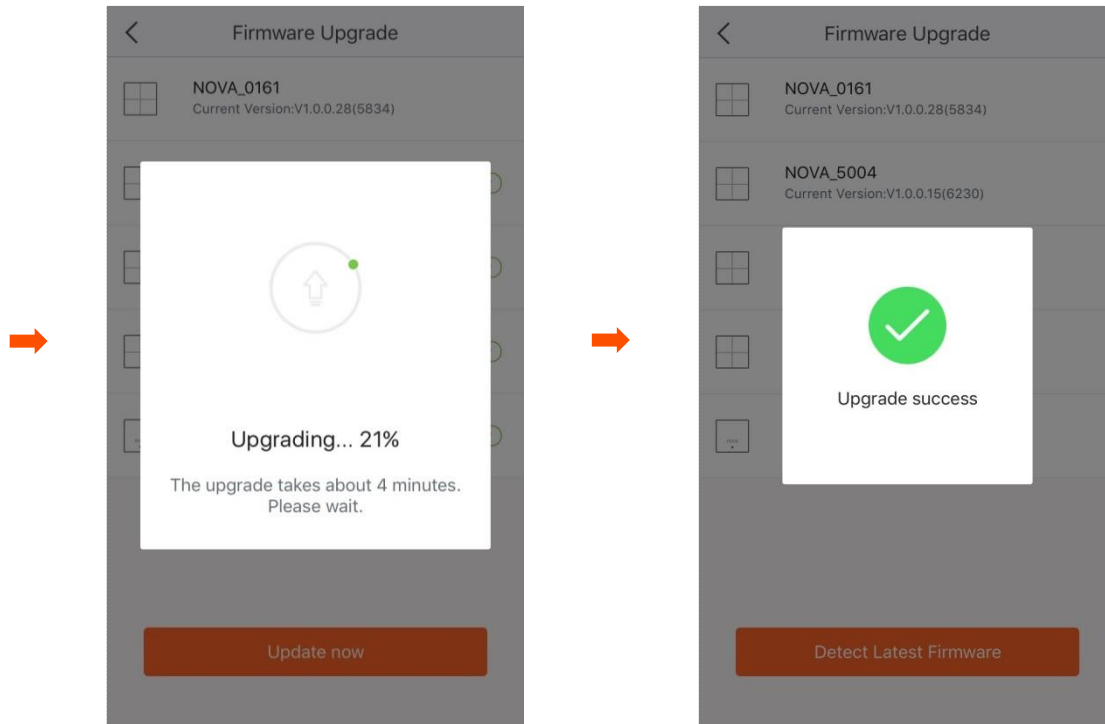 Firmware Upgrade
NOVA_0161
Current Version:V1.0.0.28(5834)
Upgrading... 21%
The upgrade takes about 4 minutes.
Please wait.
Update now
Firmware Upgrade
NOVA_0161
Current Version:V1.0.0.28(5834)
NOVA_5004
Current Version:V1.0.0.15(6230)
Upgrade success
nova
Detect Latest Firmware